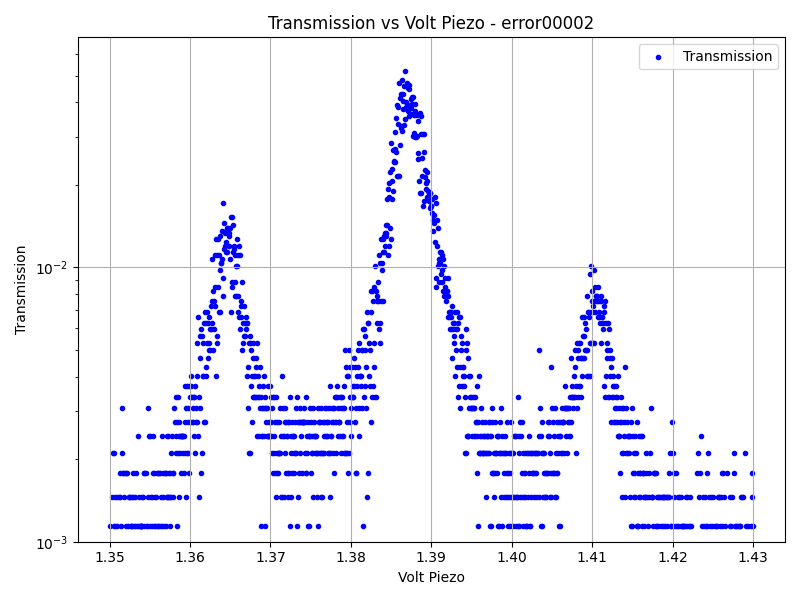 Transmission vs Volt Piezo - error00002
Transmission
10⁻²
10⁻³
Transmission
1.35 1.36 1.37 1.38 1.39 1.40 1.41 1.42 1.43
Volt Piezo